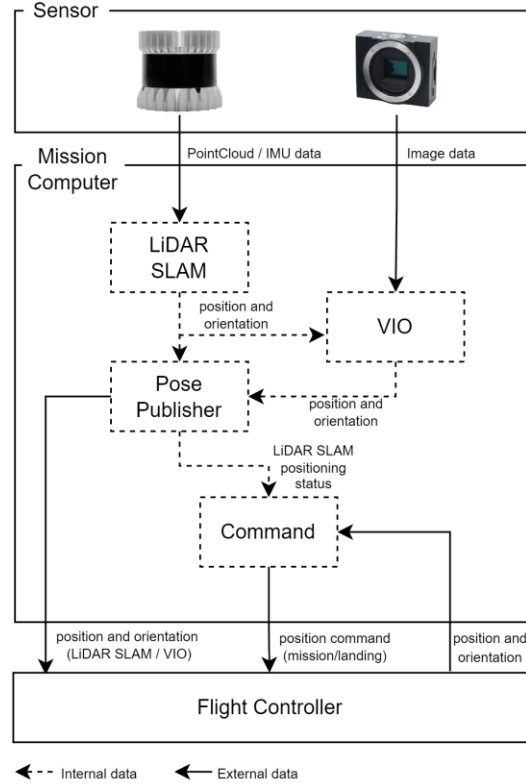 Sensor
PointCloud / IMU data
Image data
Mission
Computer
LiDAR
SLAM
position and
orientation
VIO
Pose
Publisher
position and
orientation
LiDAR SLAM
positioning
status
Command
position and orientation
(LiDAR SLAM / VIO)
position command
(mission/landing)
position and
orientation
Flight Controller
Internal data
External data